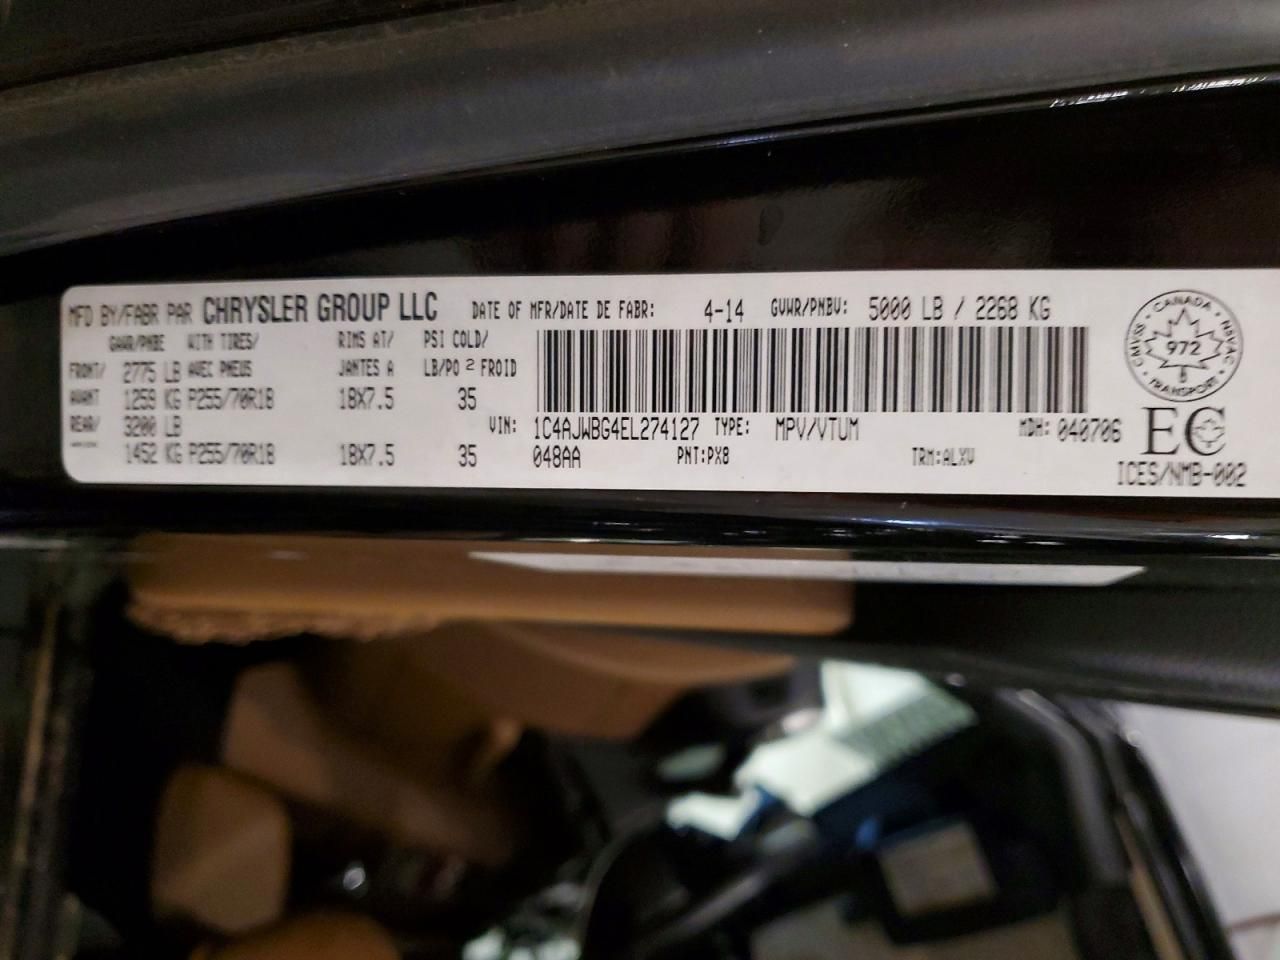 MFD BY/FABR PAR CHRYSLER GROUP LLC DATE OF MFR/DATE DE FABR: 4-14 GVWR/PNBV: 5000 LB / 2268 KG
GAWR/PNBE WITH TIRES/ RIMS AT/ PSI COLD/
FRONT/ 2775 LB AVEC PNEUS JANTES A LB/PO 2 FROID
AVANT 1259 KG P255/70R18 18X7.5 35
REAR/ 3200 LB VIN: 1C4AJWBG4EL274127 TYPE: MPV/VTUM MDH: 040706
1452 KG P255/70R18 18X7.5 35 048AA PNT:PX8 TRM:ALXV
CANADA
CMVSS NSVAC
972
TRANSPORT
EC
ICES/NMB-002